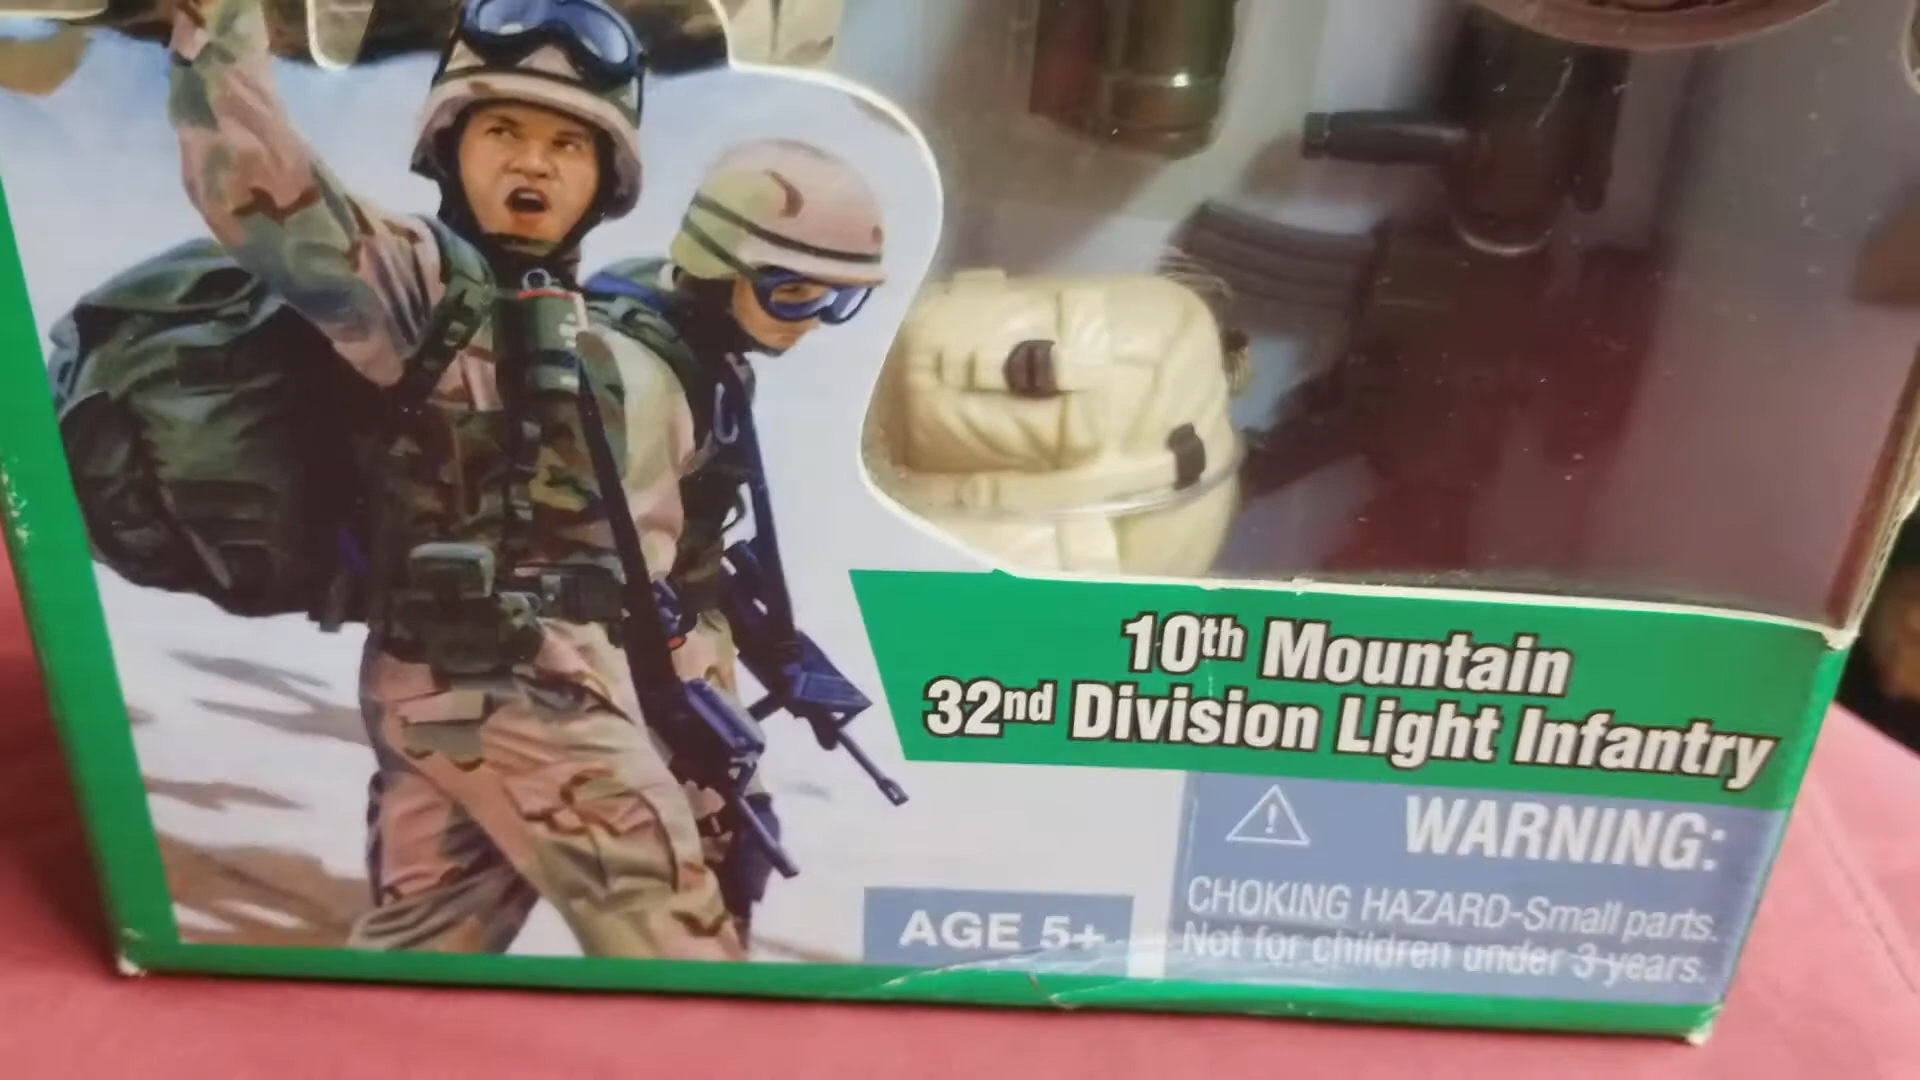 10th Mountain
32nd Division Light Infantry
WARNING:
CHOKING HAZARD-Small parts.
Not for children under 3 years.
AGE 5+